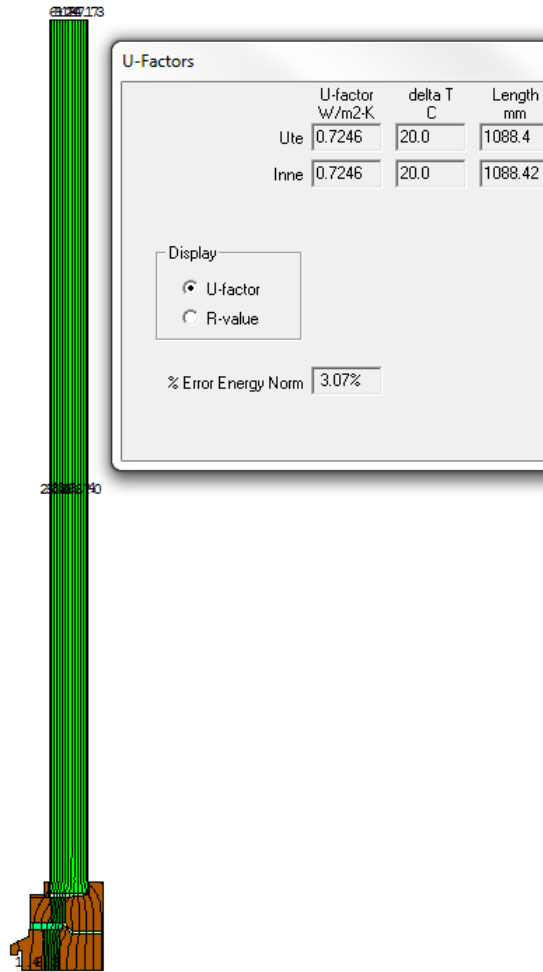 U-Factors
U-factor delta T Length
W/m2-K C mm
Ute 0.7246 20.0 1088.4
Inne 0.7246 20.0 1088.42
Display
U-factor
R-value
% Error Energy Norm 3.07%